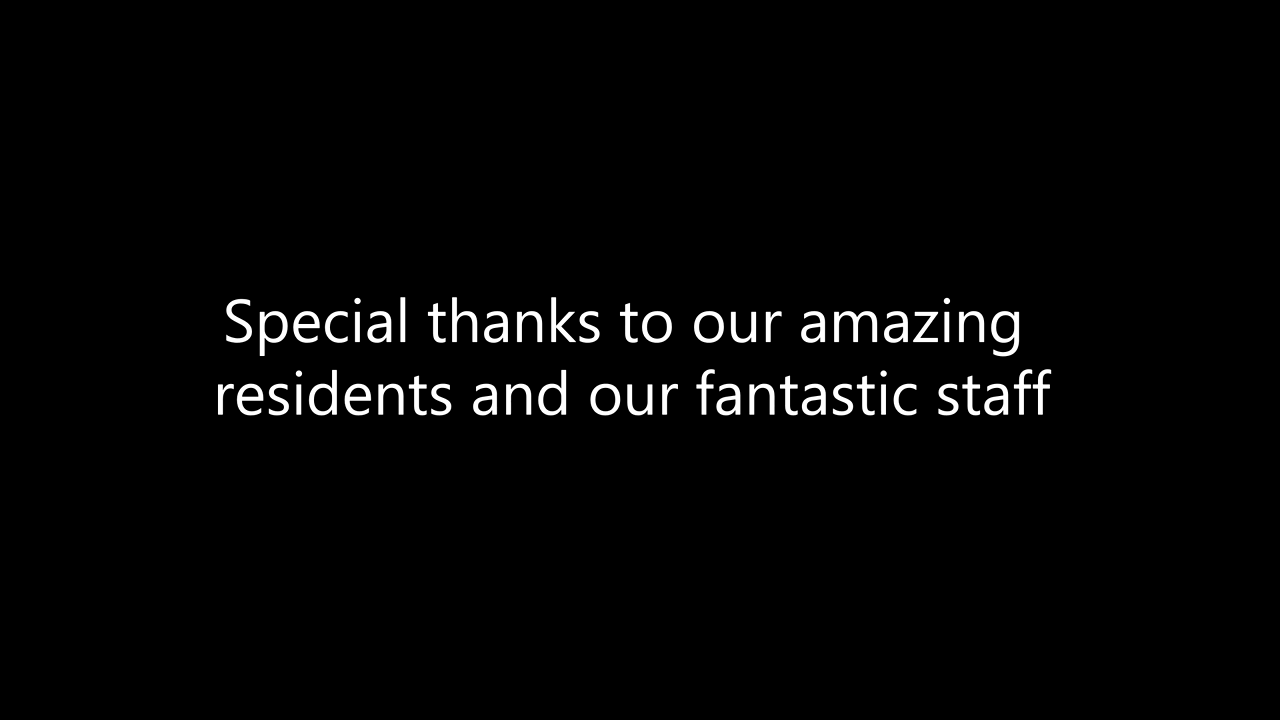 Special thanks to our amazing
residents and our fantastic staff